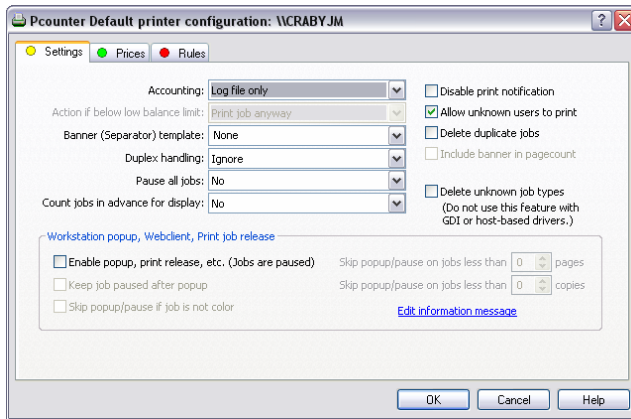 Pcounter Default printer configuration: \\CRABYJM
Settings Prices Rules
Accounting: Log file only
Disable print notification
Action if below low balance limit: Print job anyway
Allow unknown users to print
Banner (Separator) template: None
Delete duplicate jobs
Duplex handling: Ignore
Include banner in pagecount
Pause all jobs: No
Delete unknown job types
Count jobs in advance for display: No
(Do not use this feature with
GDI or host-based drivers.)
Workstation popup, Webclient, Print job release
Enable popup, print release, etc. (Jobs are paused)
Skip popup/pause on jobs less than 0 pages
Keep job paused after popup
Skip popup/pause on jobs less than 0 copies
Skip popup/pause if job is not color
Edit information message
OK Cancel Help